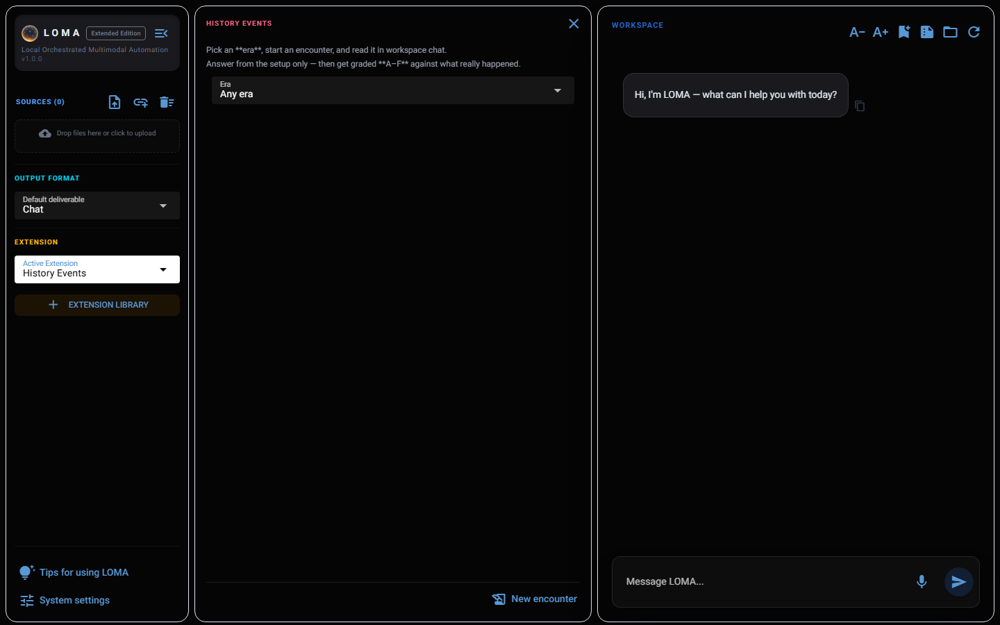 LOMA
Extended Edition
Local Orchestrated Multimodal Automation
v1.0.0
SOURCES (0)
Drop files here or click to upload
OUTPUT FORMAT
Default deliverable
Chat
EXTENSION
Active Extension
History Events
EXTENSION LIBRARY
Tips for using LOMA
System settings
HISTORY EVENTS
Pick an **era**, start an encounter, and read it in workspace chat.
Answer from the setup only — then get graded **A–F** against what really happened.
Era
Any era
New encounter
WORKSPACE
A− A+
Hi, I'm LOMA — what can I help you with today?
Message LOMA...